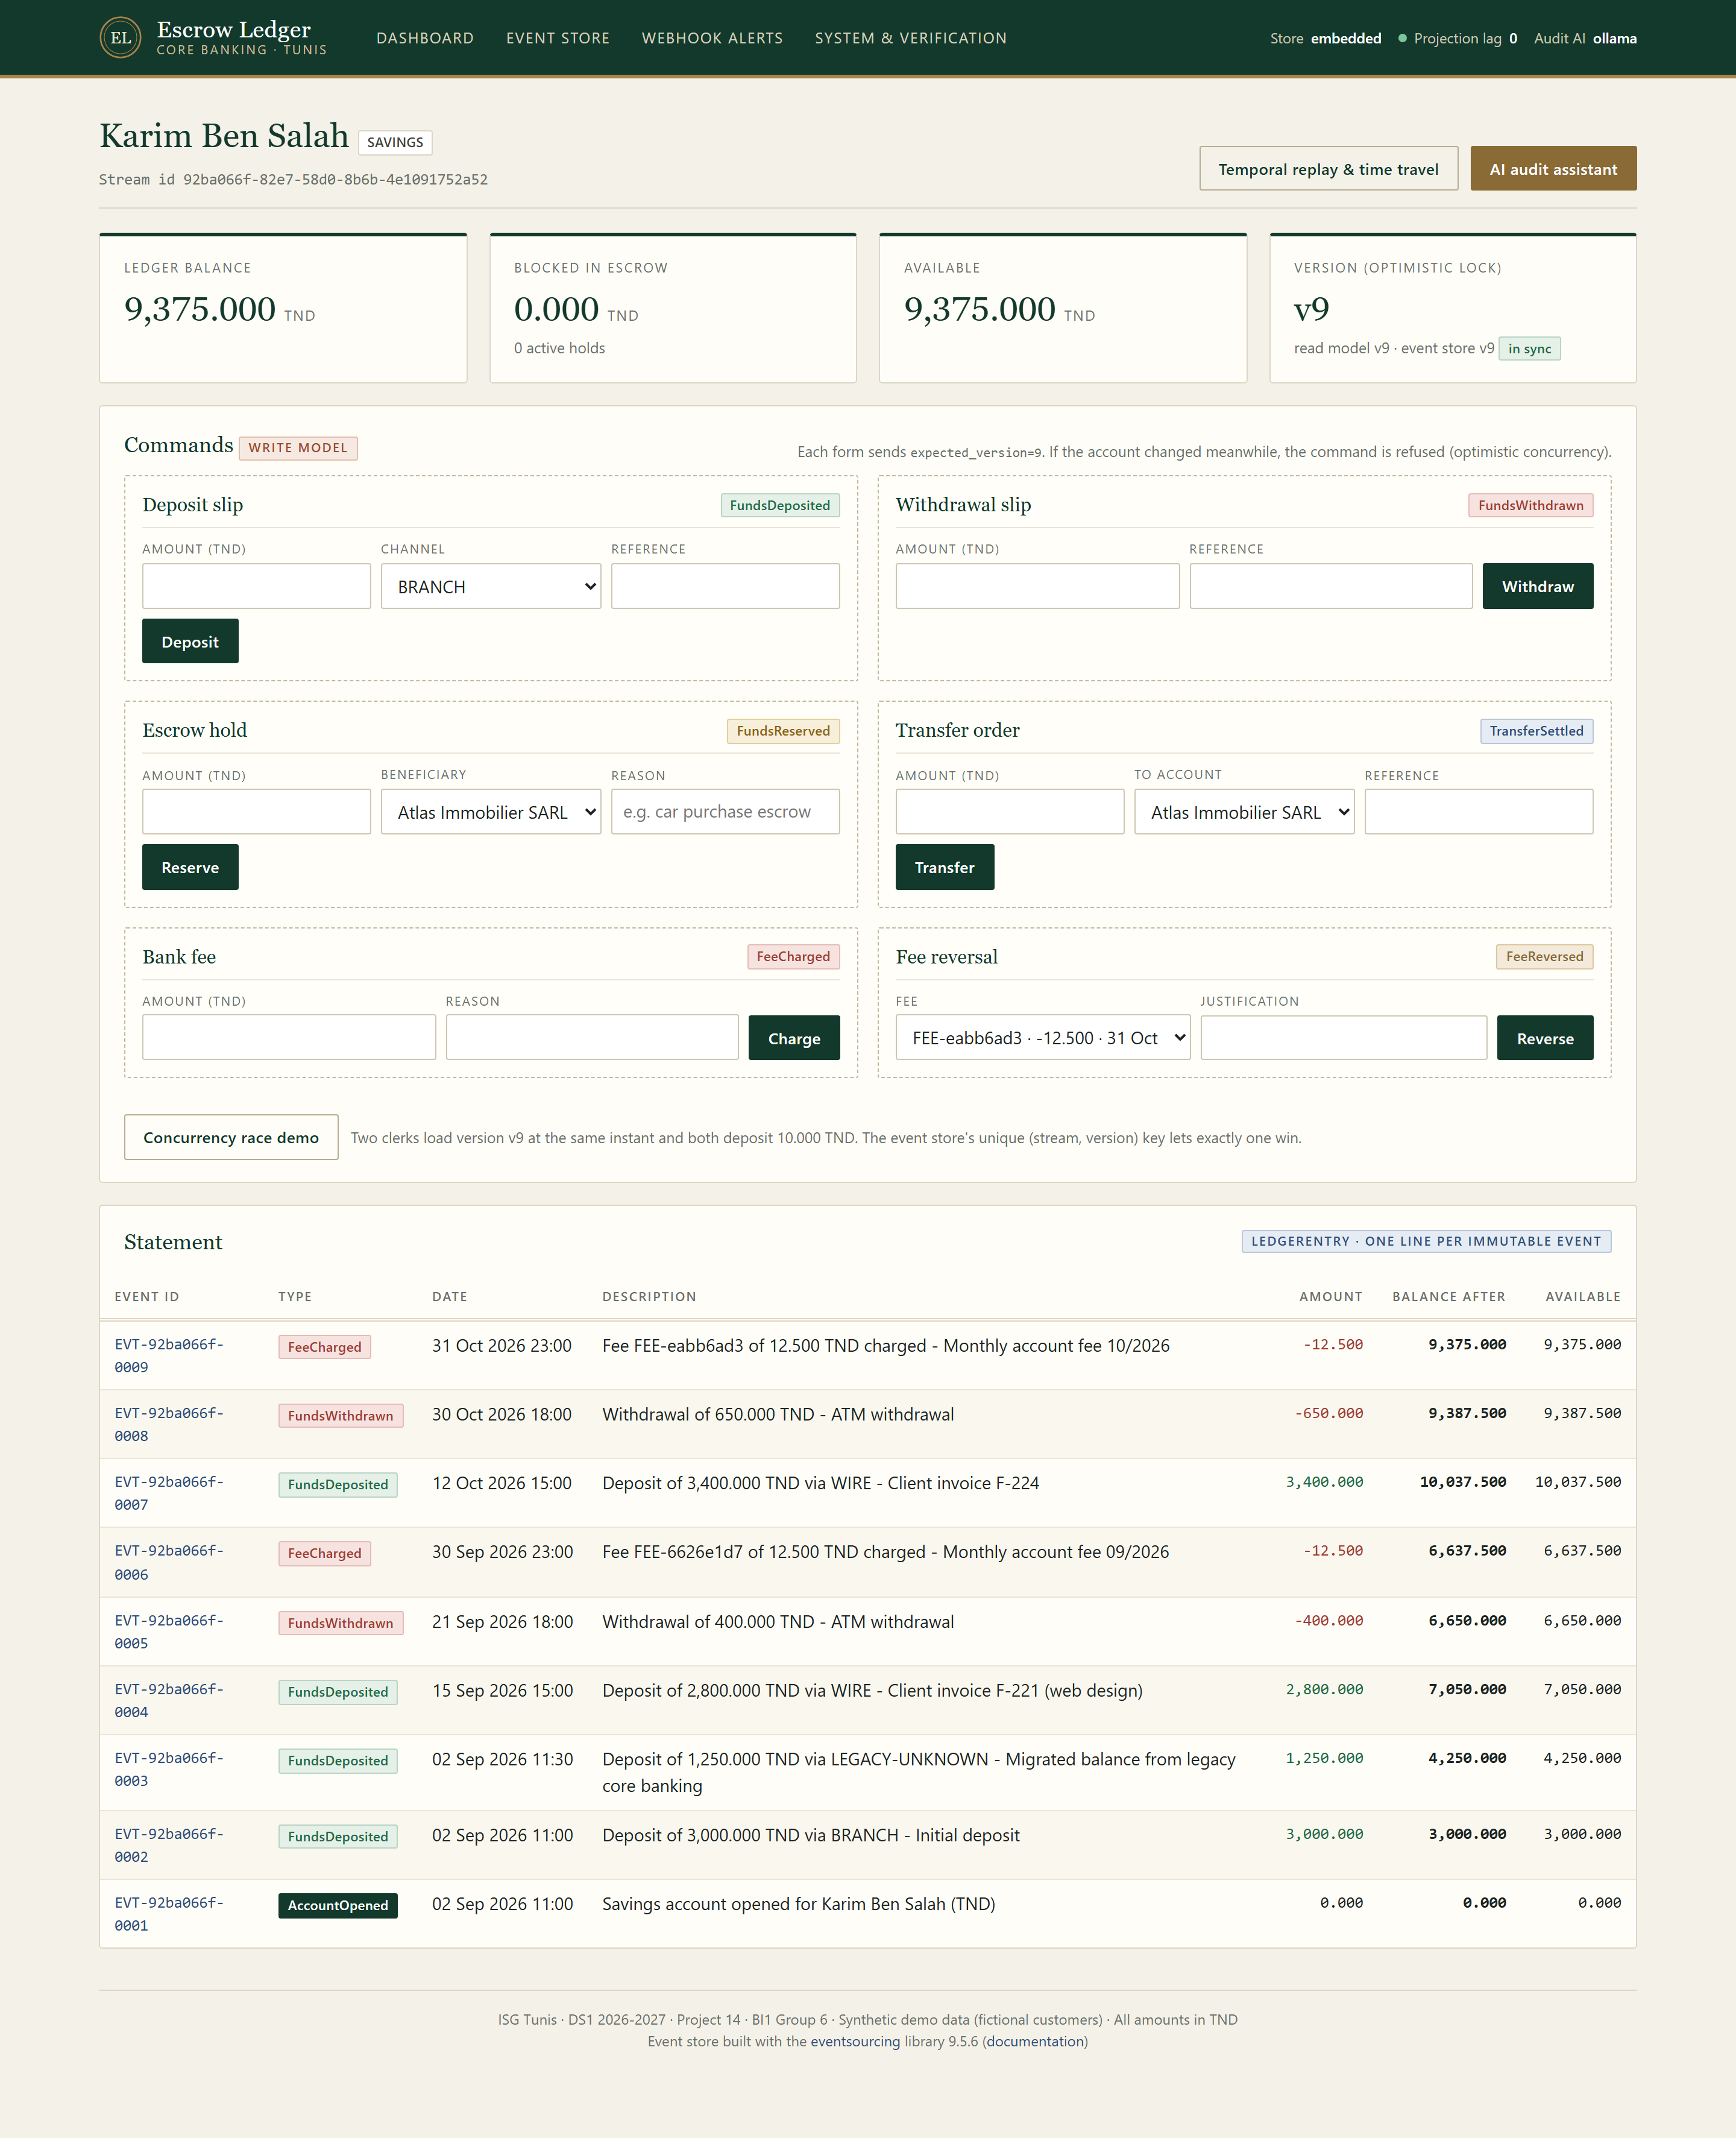 EL
Escrow Ledger
CORE BANKING · TUNIS
DASHBOARD EVENT STORE WEBHOOK ALERTS SYSTEM & VERIFICATION
Store embedded Projection lag 0 Audit AI ollama
Karim Ben Salah SAVINGS
Stream id 92ba066f-82e7-58d0-8b6b-4e1091752a52
Temporal replay & time travel
AI audit assistant
LEDGER BALANCE
9,375.000 TND
BLOCKED IN ESCROW
0.000 TND
0 active holds
AVAILABLE
9,375.000 TND
VERSION (OPTIMISTIC LOCK)
v9
read model v9 · event store v9 in sync
Commands WRITE MODEL
Each form sends expected_version=9. If the account changed meanwhile, the command is refused (optimistic concurrency).
Deposit slip FundsDeposited
AMOUNT (TND) CHANNEL REFERENCE
BRANCH
Deposit
Withdrawal slip FundsWithdrawn
AMOUNT (TND) REFERENCE
Withdraw
Escrow hold FundsReserved
AMOUNT (TND) BENEFICIARY REASON
Atlas Immobilier SARL e.g. car purchase escrow
Reserve
Transfer order TransferSettled
AMOUNT (TND) TO ACCOUNT REFERENCE
Atlas Immobilier SARL
Transfer
Bank fee FeeCharged
AMOUNT (TND) REASON
Charge
Fee reversal FeeReversed
FEE JUSTIFICATION
FEE-eabb6ad3 · -12.500 · 31 Oct Reverse
Concurrency race demo Two clerks load version v9 at the same instant and both deposit 10.000 TND. The event store's unique (stream, version) key lets exactly one win.
Statement LEDGERENTRY · ONE LINE PER IMMUTABLE EVENT
EVENT ID TYPE DATE DESCRIPTION AMOUNT BALANCE AFTER AVAILABLE
EVT-92ba066f- FeeCharged 31 Oct 2026 23:00 Fee FEE-eabb6ad3 of 12.500 TND charged - Monthly account fee 10/2026 -12.500 9,375.000 9,375.000
0009
EVT-92ba066f- FundsWithdrawn 30 Oct 2026 18:00 Withdrawal of 650.000 TND - ATM withdrawal -650.000 9,387.500 9,387.500
0008
EVT-92ba066f- FundsDeposited 12 Oct 2026 15:00 Deposit of 3,400.000 TND via WIRE - Client invoice F-224 3,400.000 10,037.500 10,037.500
0007
EVT-92ba066f- FeeCharged 30 Sep 2026 23:00 Fee FEE-6626e1d7 of 12.500 TND charged - Monthly account fee 09/2026 -12.500 6,637.500 6,637.500
0006
EVT-92ba066f- FundsWithdrawn 21 Sep 2026 18:00 Withdrawal of 400.000 TND - ATM withdrawal -400.000 6,650.000 6,650.000
0005
EVT-92ba066f- FundsDeposited 15 Sep 2026 15:00 Deposit of 2,800.000 TND via WIRE - Client invoice F-221 (web design) 2,800.000 7,050.000 7,050.000
0004
EVT-92ba066f- FundsDeposited 02 Sep 2026 11:30 Deposit of 1,250.000 TND via LEGACY-UNKNOWN - Migrated balance from legacy 1,250.000 4,250.000 4,250.000
0003 core banking
EVT-92ba066f- FundsDeposited 02 Sep 2026 11:00 Deposit of 3,000.000 TND via BRANCH - Initial deposit 3,000.000 3,000.000 3,000.000
0002
EVT-92ba066f- AccountOpened 02 Sep 2026 11:00 Savings account opened for Karim Ben Salah (TND) 0.000 0.000 0.000
0001
ISG Tunis · DS1 2026-2027 · Project 14 · BI1 Group 6 · Synthetic demo data (fictional customers) · All amounts in TND
Event store built with the eventsourcing library 9.5.6 (documentation)